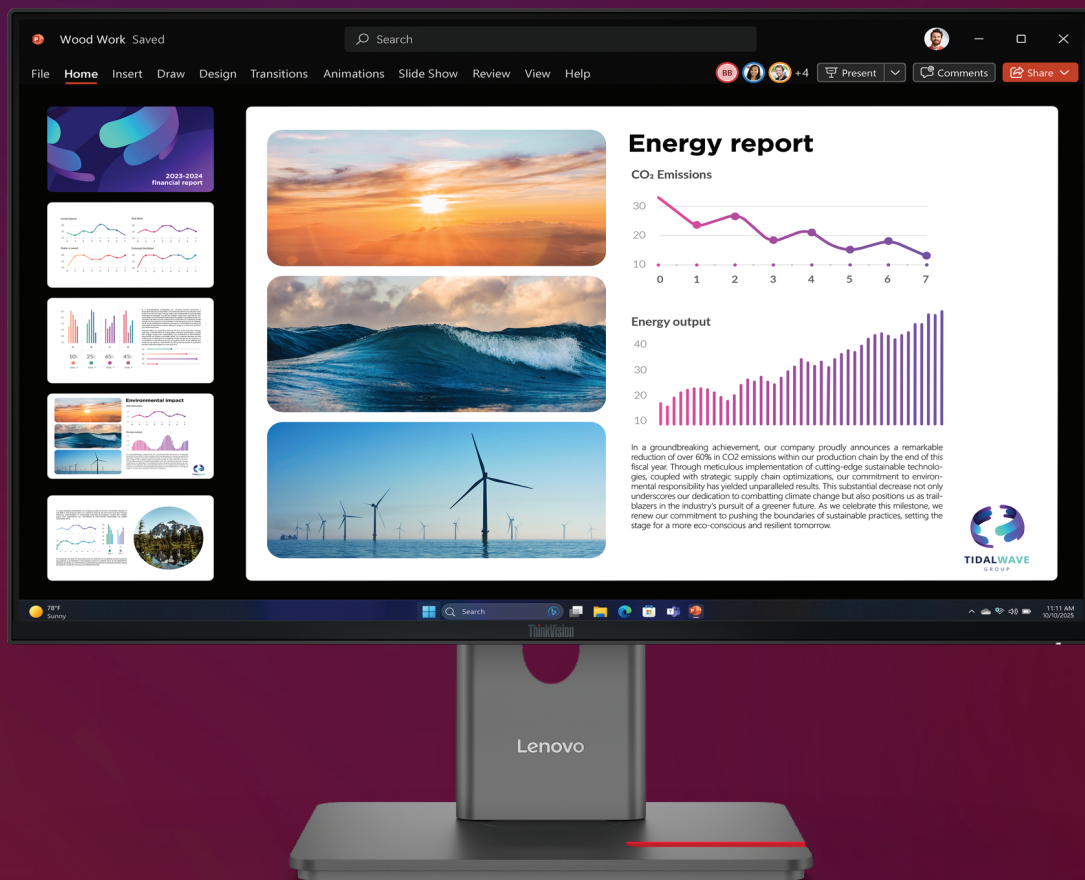 Wood Work Saved
Search
File Home Insert Draw Design Transitions Animations Slide Show Review View Help
BB
+4
Present
Comments
Share
2023-2024
financial report
Environmental impact
Energy report
CO₂ Emissions
30
20
10
0 1 2 3 4 5 6 7
Energy output
40
30
20
10
In a groundbreaking achievement, our company proudly announces a remarkable
reduction of over 60% in CO2 emissions within our production chain by the end of this
fiscal year. Through meticulous implementation of cutting-edge sustainable technolo-
gies, coupled with strategic supply chain optimizations, our commitment to environ-
mental responsibility has yielded unparalleled results. This substantial decrease not only
underscores our dedication to combatting climate change but also positions us as trail-
blazers in the industry's pursuit of a greener future. As we celebrate this milestone, we
renew our commitment to pushing the boundaries of sustainable practices, setting the
stage for a more eco-conscious and resilient tomorrow.
TIDALWAVE
GROUP
78°F
Sunny
Search
11:11 AM
10/10/2025
ThinkVision
Lenovo